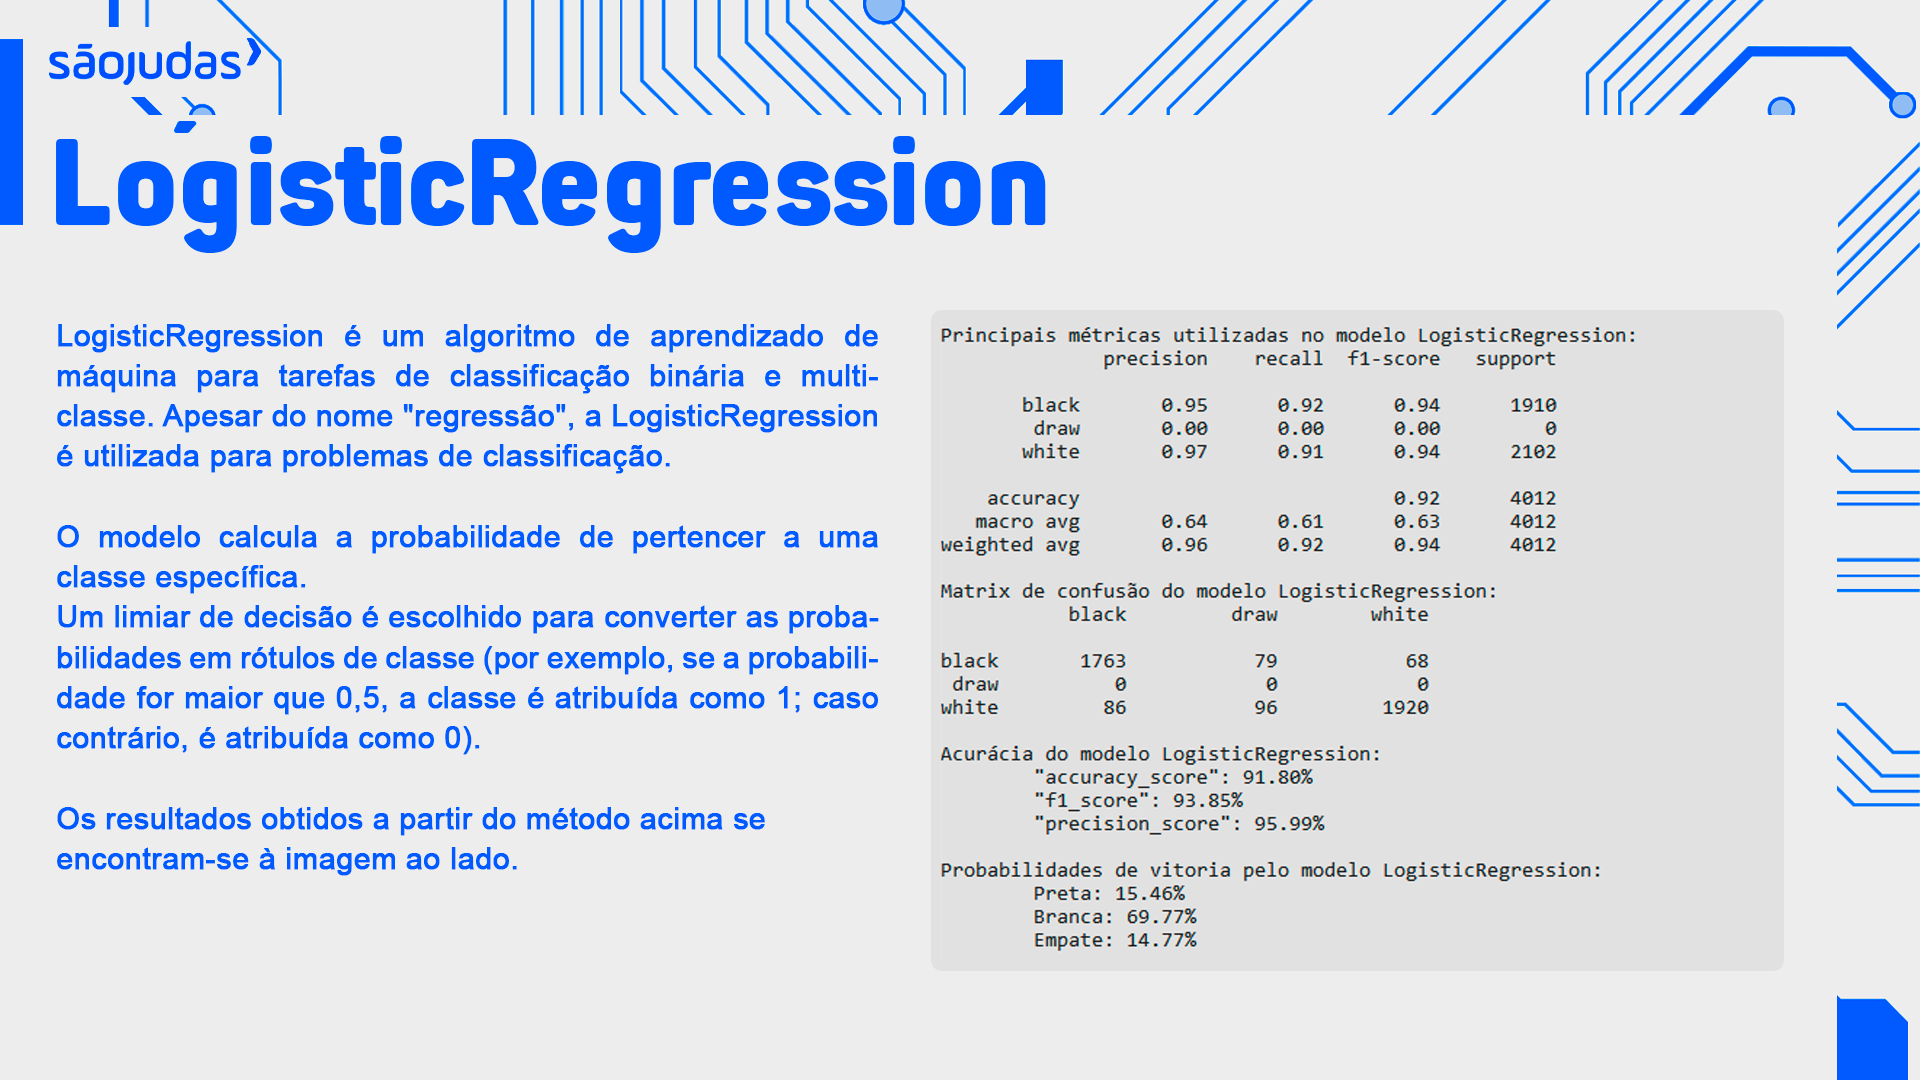 sãojudas
LogisticRegression
LogisticRegression é um algoritmo de aprendizado de
máquina para tarefas de classificação binária e multi-
classe. Apesar do nome "regressão", a LogisticRegression
é utilizada para problemas de classificação.
O modelo calcula a probabilidade de pertencer a uma
classe específica.
Um limiar de decisão é escolhido para converter as proba-
bilidades em rótulos de classe (por exemplo, se a probabili-
dade for maior que 0,5, a classe é atribuída como 1; caso
contrário, é atribuída como 0).
Os resultados obtidos a partir do método acima se
encontram-se à imagem ao lado.
Principais métricas utilizadas no modelo LogisticRegression:
precision recall f1-score support
black 0.95 0.92 0.94 1910
draw 0.00 0.00 0.00 0
white 0.97 0.91 0.94 2102
accuracy 0.92 4012
macro avg 0.64 0.61 0.63 4012
weighted avg 0.96 0.92 0.94 4012
Matrix de confusão do modelo LogisticRegression:
black draw white
black 1763 79 68
draw 0 0 0
white 86 96 1920
Acurácia do modelo LogisticRegression:
"accuracy_score": 91.80%
"f1_score": 93.85%
"precision_score": 95.99%
Probabilidades de vitoria pelo modelo LogisticRegression:
Preta: 15.46%
Branca: 69.77%
Empate: 14.77%